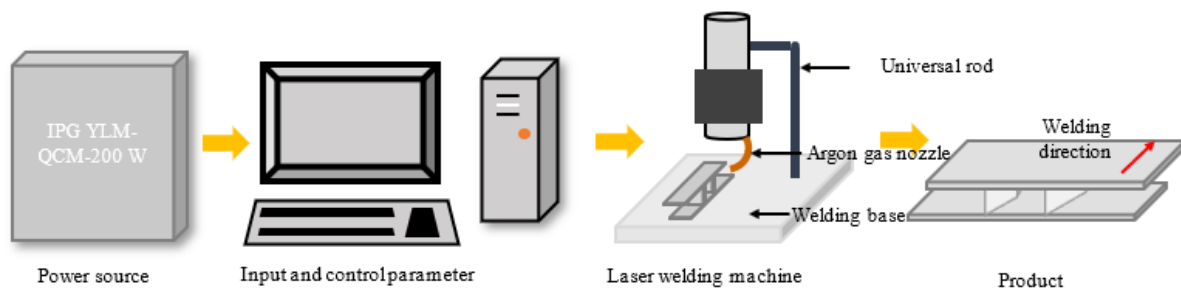 IPG YLM-
QCM-200 W
Universal rod
Argon gas nozzle
Welding base
Welding
direction
Power source
Input and control parameter
Laser welding machine
Product